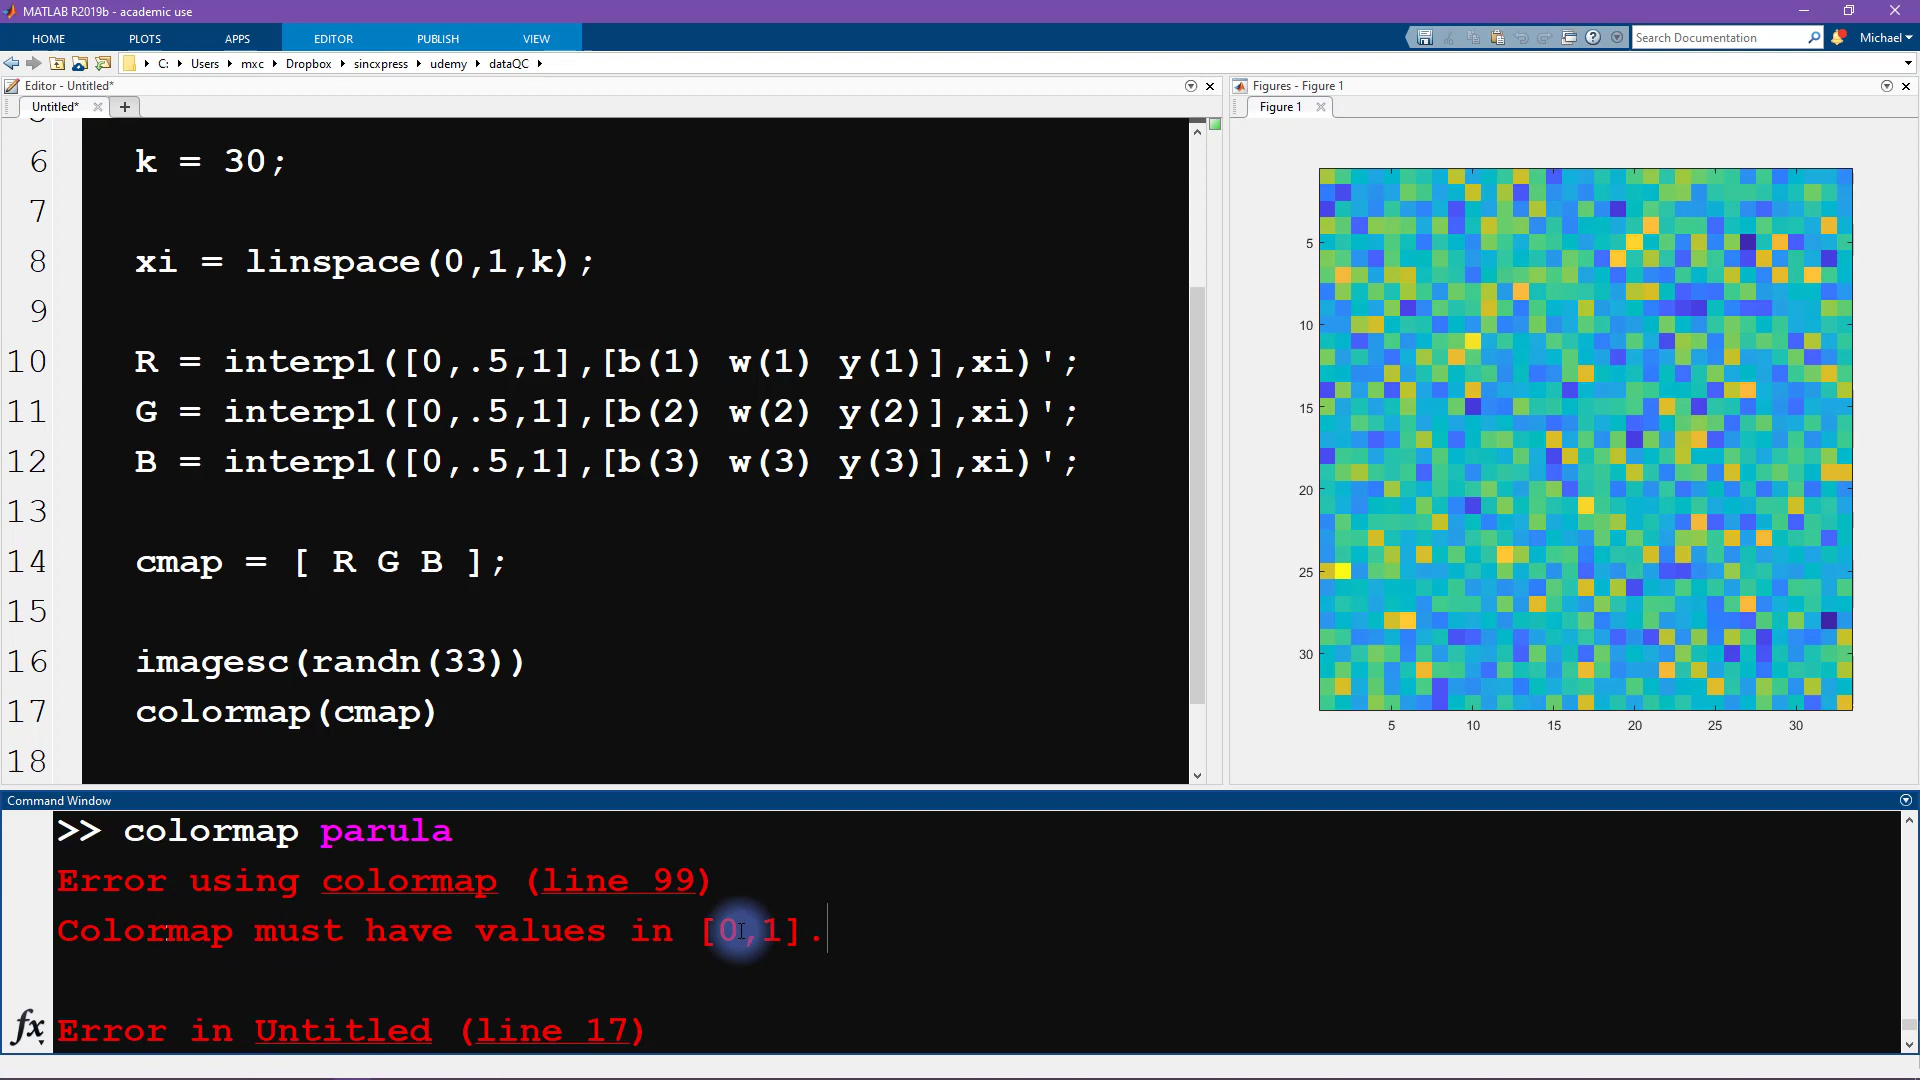 MATLAB R2019b - academic use
HOME PLOTS APPS EDITOR PUBLISH VIEW
Search Documentation Michael
C: Users mxc Dropbox sincxpress udemy dataQC
Editor - Untitled*
Untitled*
6 k = 30;
7
8 xi = linspace(0,1,k);
9
10 R = interp1([0,.5,1],[b(1) w(1) y(1)],xi)';
11 G = interp1([0,.5,1],[b(2) w(2) y(2)],xi)';
12 B = interp1([0,.5,1],[b(3) w(3) y(3)],xi)';
13
14 cmap = [ R G B ];
15
16 imagesc(randn(33))
17 colormap(cmap)
18
Figures - Figure 1
Figure 1
5
10
15
20
25
30
5 10 15 20 25 30
Command Window
>> colormap parula
Error using colormap (line 99)
Colormap must have values in [0,1].
Error in Untitled (line 17)
fx